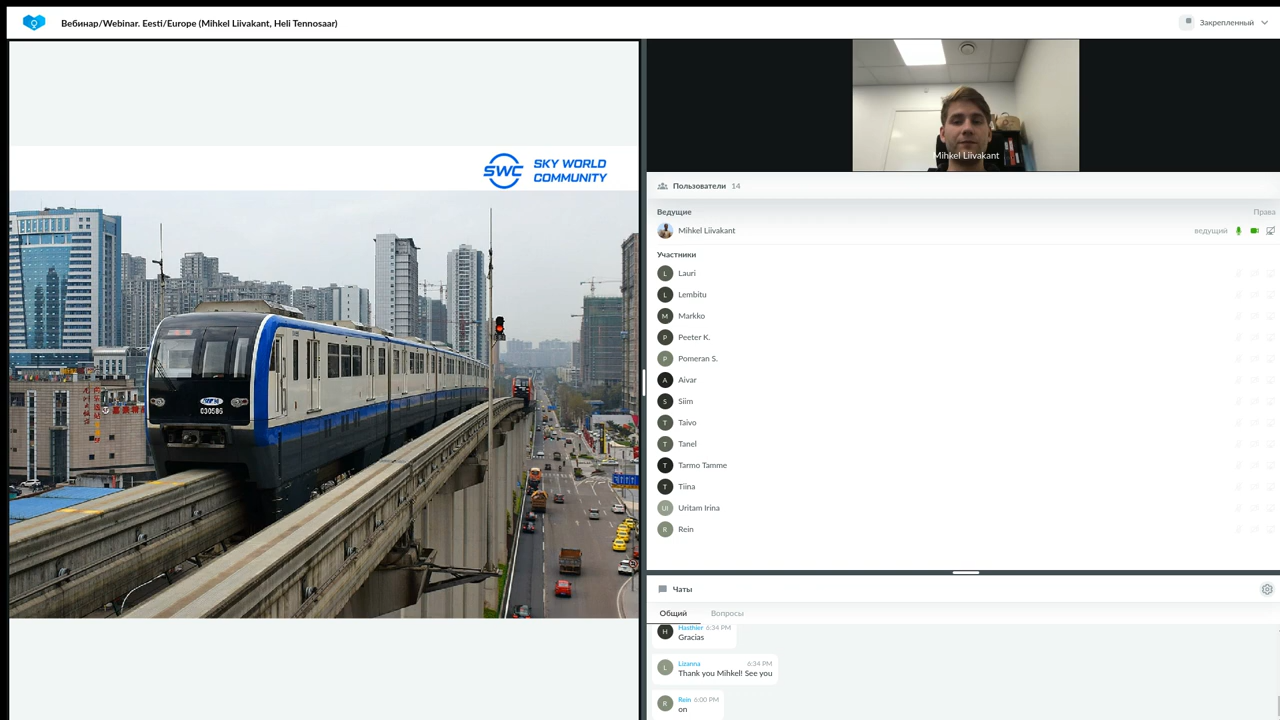 Вебинар/Webinar. Eesti/Europe (Mihkel Liivakant, Heli Tennosaar)
Закрепленный
SWC SKY WORLD
COMMUNITY
030586
Mihkel Liivakant
Пользователи 14
Ведущие Права
Mihkel Liivakant ведущий
Участники
L Lauri
L Lembitu
M Markko
P Peeter K.
P Pomeran S.
A Aivar
S Siim
T Taivo
T Tanel
T Tarmo Tamme
T Tiina
UI Uritam Irina
R Rein
Чаты
Общий Вопросы
H Hasthier 6:34 PM
Gracias
L Lizanna 6:34 PM
Thank you Mihkel! See you
R Rein 6:00 PM
on